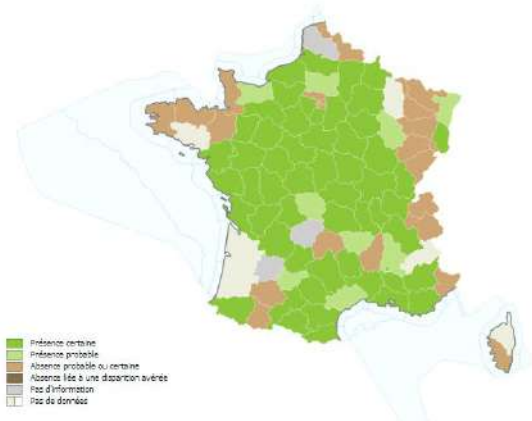 Présence certaine
Présence probable
Absence probable ou certaine
Absence liée à une disparition avérée
Pas d'information
Pas de données